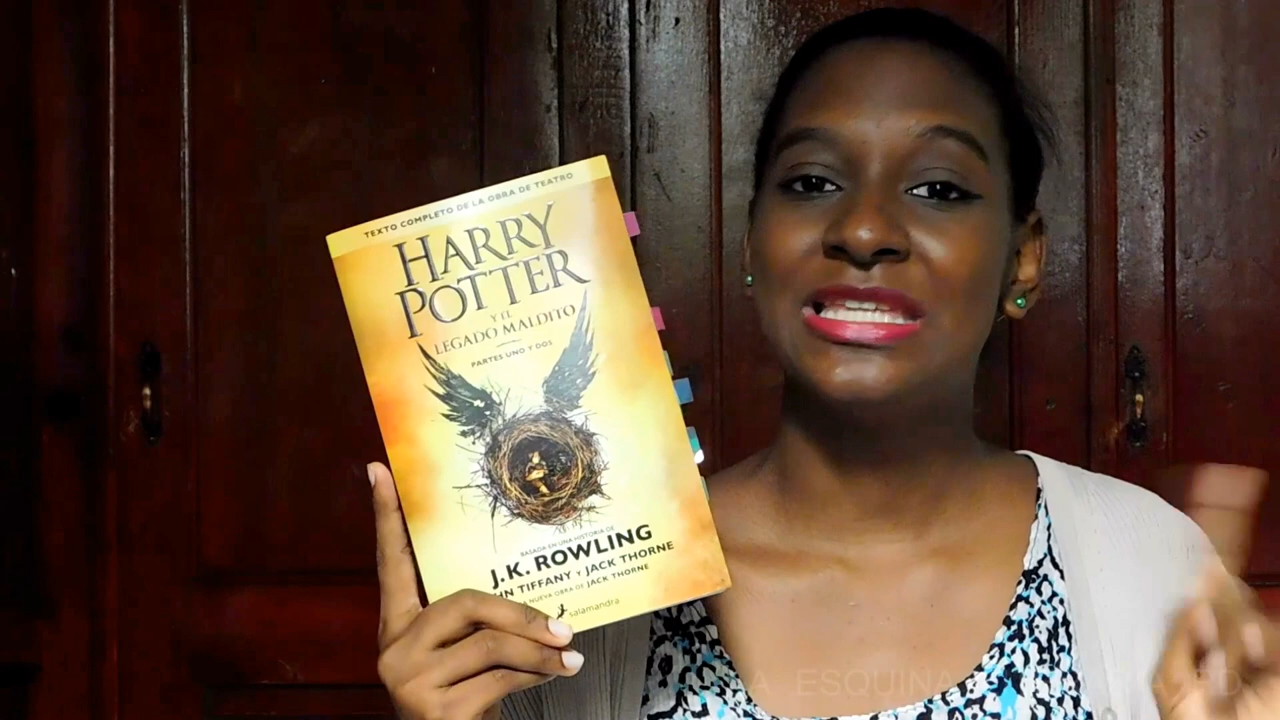 TEXTO COMPLETO DE LA OBRA DE TEATRO
HARRY
POTTER
Y EL
LEGADO MALDITO
PARTES UNO Y DOS
BASADA EN UNA HISTORIA DE
J.K. ROWLING
TIFFANY Y JACK THORNE
NUEVA OBRA DE JACK THORNE
salamandra
ESQUINA